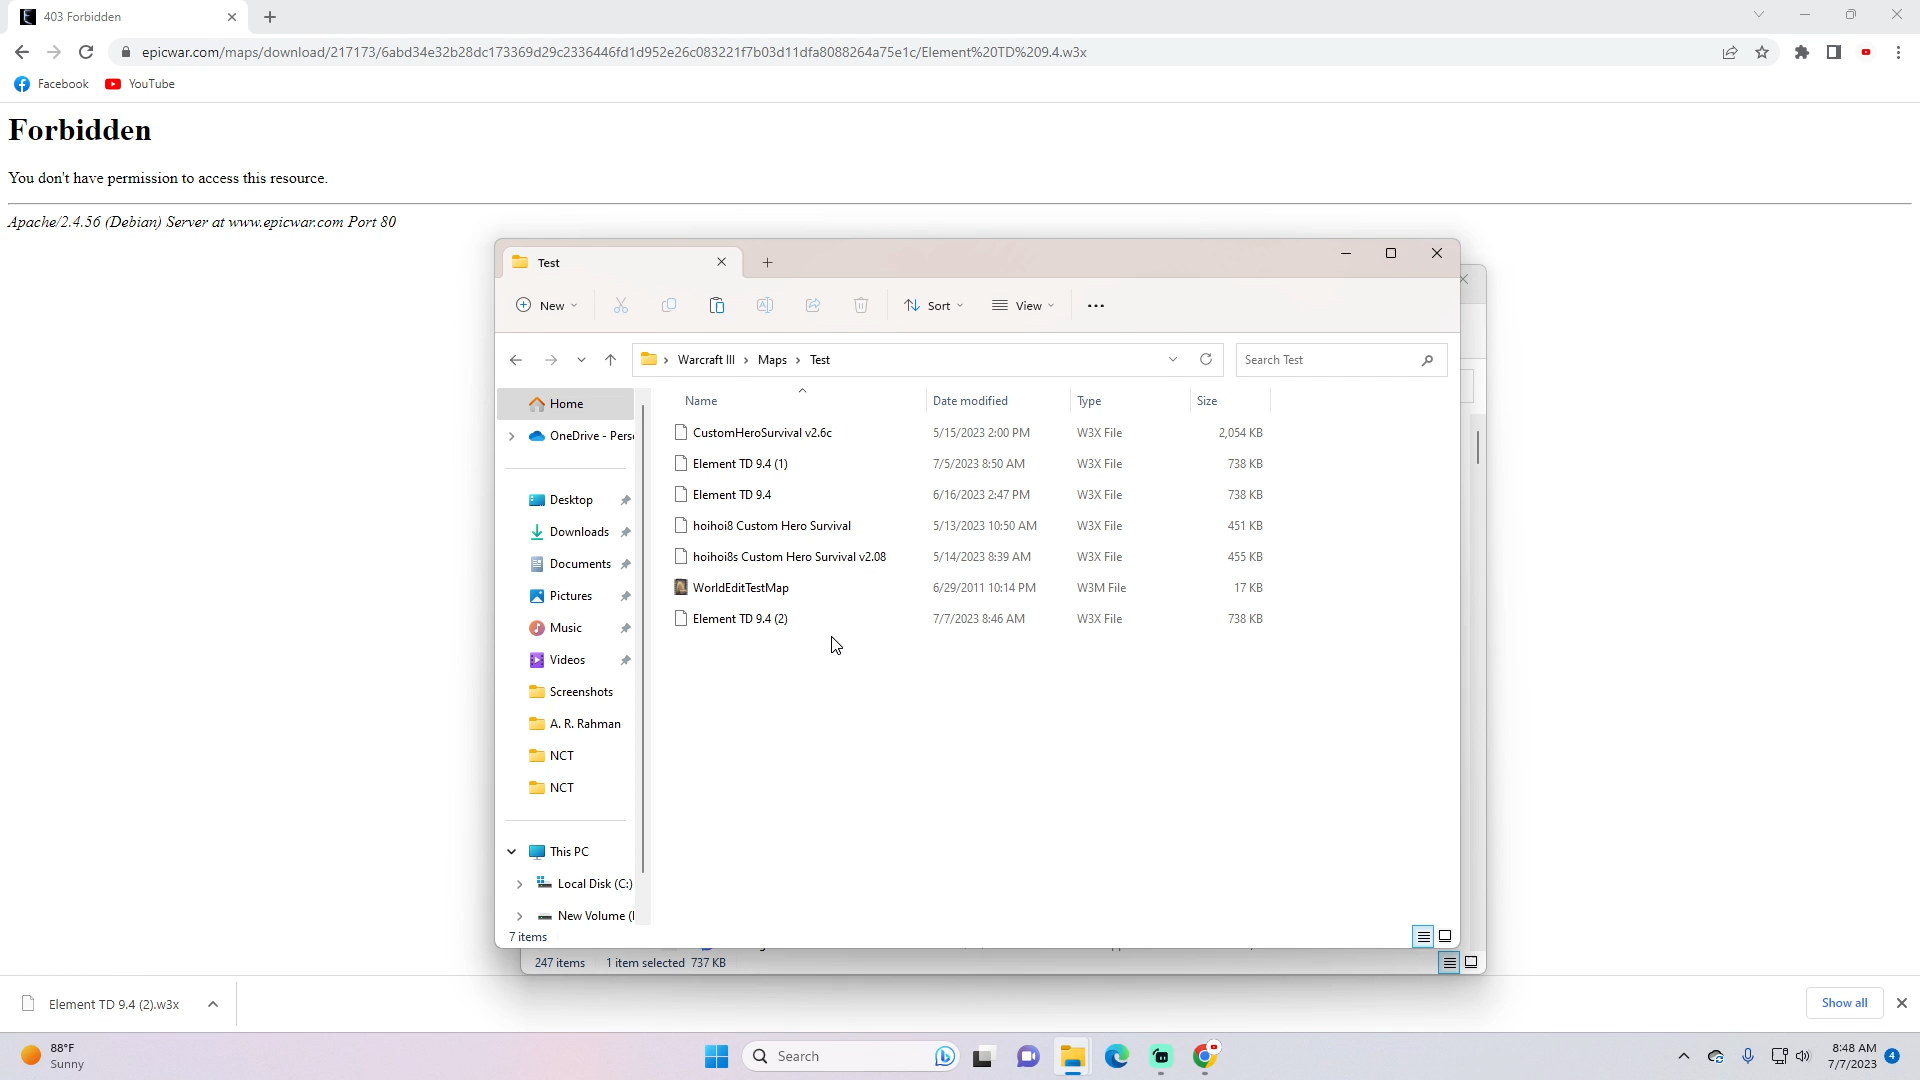 403 Forbidden
epicwar.com/maps/download/217173/6abd34e32b28dc173369d29c2336446fd1d952e26c083221f7b03d11dfa8088264a75e1c/Element%20TD%209.4.w3x
Facebook YouTube
Forbidden
You don't have permission to access this resource.
Apache/2.4.56 (Debian) Server at www.epicwar.com Port 80
Test
New Sort View
Warcraft III Maps Test Search Test
Name Date modified Type Size
Home
OneDrive - Pers
Desktop
Downloads
Documents
Pictures
Music
Videos
Screenshots
A. R. Rahman
NCT
NCT
This PC
Local Disk (C:)
New Volume (
CustomHeroSurvival v2.6c 5/15/2023 2:00 PM W3X File 2,054 KB
Element TD 9.4 (1) 7/5/2023 8:50 AM W3X File 738 KB
Element TD 9.4 6/16/2023 2:47 PM W3X File 738 KB
hoihoi8 Custom Hero Survival 5/13/2023 10:50 AM W3X File 451 KB
hoihoi8s Custom Hero Survival v2.08 5/14/2023 8:39 AM W3X File 455 KB
WorldEditTestMap 6/29/2011 10:14 PM W3M File 17 KB
Element TD 9.4 (2) 7/7/2023 8:46 AM W3X File 738 KB
7 items
247 items 1 item selected 737 KB
Element TD 9.4 (2).w3x Show all
88°F
Sunny
Search
8:48 AM
7/7/2023
4